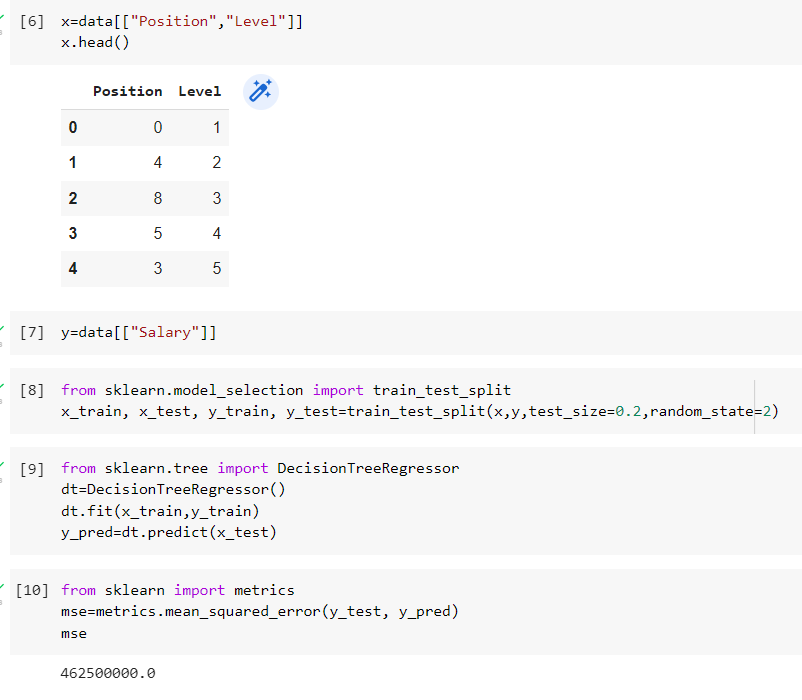 [6] x=data[["Position","Level"]]
x.head()
Position Level
0 0 1
1 4 2
2 8 3
3 5 4
4 3 5
[7] y=data[["Salary"]]
[8] from sklearn.model_selection import train_test_split
x_train, x_test, y_train, y_test=train_test_split(x,y,test_size=0.2,random_state=2)
[9] from sklearn.tree import DecisionTreeRegressor
dt=DecisionTreeRegressor()
dt.fit(x_train,y_train)
y_pred=dt.predict(x_test)
[10] from sklearn import metrics
mse=metrics.mean_squared_error(y_test, y_pred)
mse
462500000.0